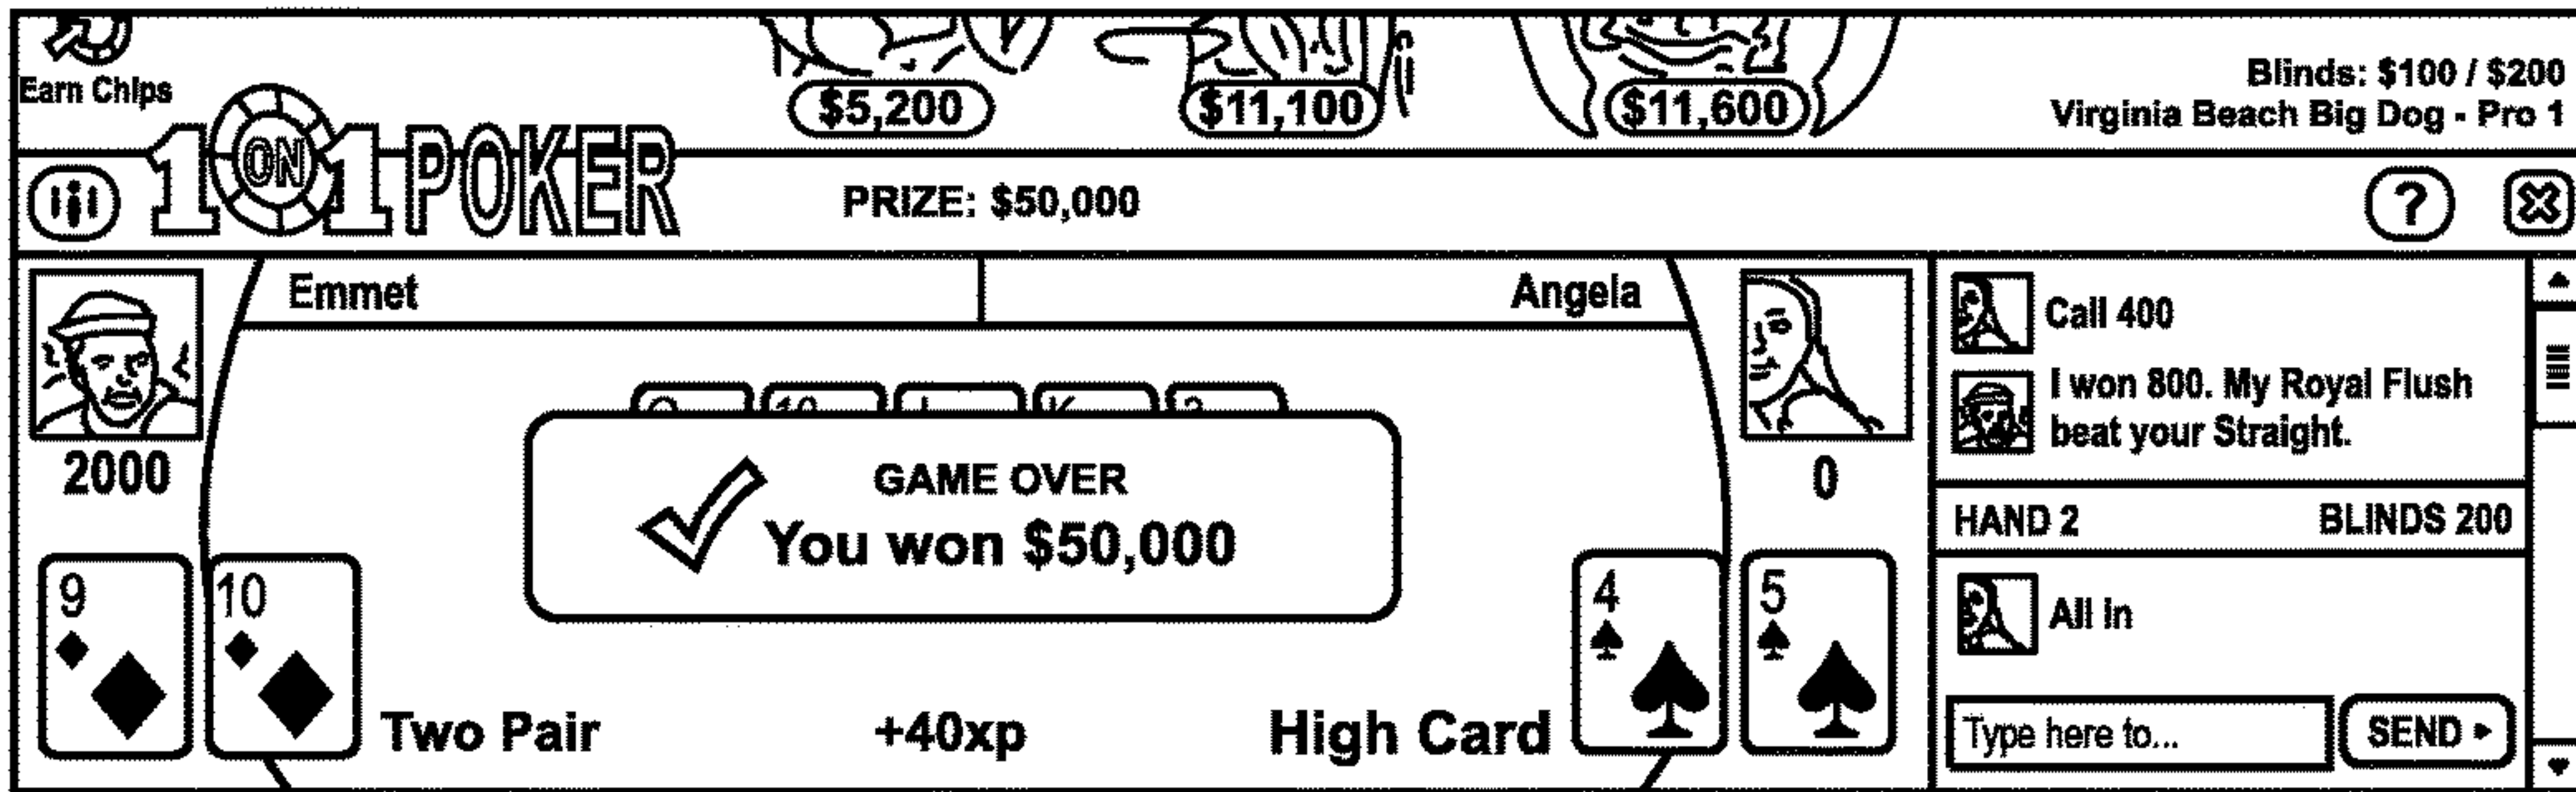 Earn Chips
$5,200
$11,100
$11,600
Blinds: $100 / $200
Virginia Beach Big Dog - Pro 1
1 ON 1 POKER
PRIZE: $50,000
?
Emmet
Angela
2000
0
10
K
GAME OVER
You won $50,000
9
10
Two Pair
+40xp
High Card
4
5
Call 400
I won 800. My Royal Flush
beat your Straight.
HAND 2
BLINDS 200
All in
Type here to...
SEND